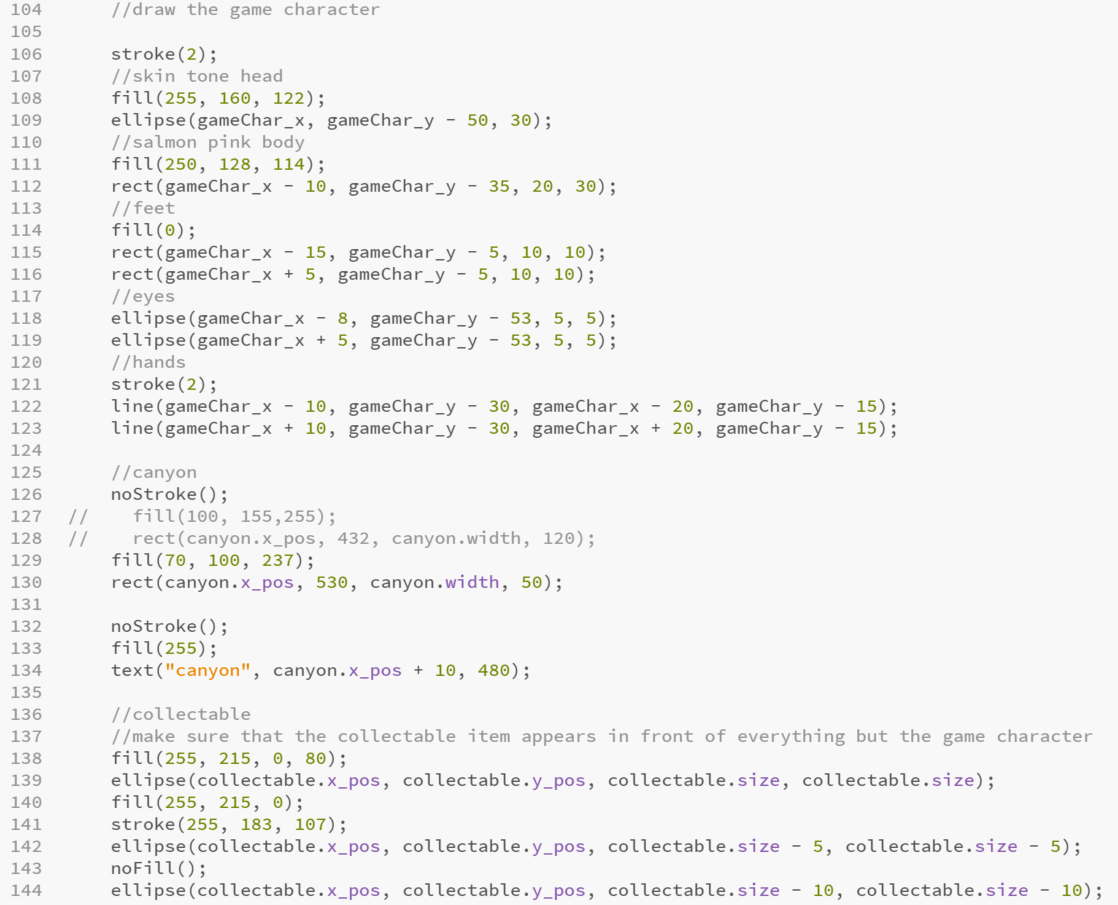 104 //draw the game character
105
106 stroke(2);
107 //skin tone head
108 fill(255, 160, 122);
109 ellipse(gameChar_x, gameChar_y - 50, 30);
110 //salmon pink body
111 fill(250, 128, 114);
112 rect(gameChar_x - 10, gameChar_y - 35, 20, 30);
113 //feet
114 fill(0);
115 rect(gameChar_x - 15, gameChar_y - 5, 10, 10);
116 rect(gameChar_x + 5, gameChar_y - 5, 10, 10);
117 //eyes
118 ellipse(gameChar_x - 8, gameChar_y - 53, 5, 5);
119 ellipse(gameChar_x + 5, gameChar_y - 53, 5, 5);
120 //hands
121 stroke(2);
122 line(gameChar_x - 10, gameChar_y - 30, gameChar_x - 20, gameChar_y - 15);
123 line(gameChar_x + 10, gameChar_y - 30, gameChar_x + 20, gameChar_y - 15);
124
125 //canyon
126 noStroke();
127 // fill(100, 155,255);
128 // rect(canyon.x_pos, 432, canyon.width, 120);
129 fill(70, 100, 237);
130 rect(canyon.x_pos, 530, canyon.width, 50);
131
132 noStroke();
133 fill(255);
134 text("canyon", canyon.x_pos + 10, 480);
135
136 //collectable
137 //make sure that the collectable item appears in front of everything but the game character
138 fill(255, 215, 0, 80);
139 ellipse(collectable.x_pos, collectable.y_pos, collectable.size, collectable.size);
140 fill(255, 215, 0);
141 stroke(255, 183, 107);
142 ellipse(collectable.x_pos, collectable.y_pos, collectable.size - 5, collectable.size - 5);
143 noFill();
144 ellipse(collectable.x_pos, collectable.y_pos, collectable.size - 10, collectable.size - 10);